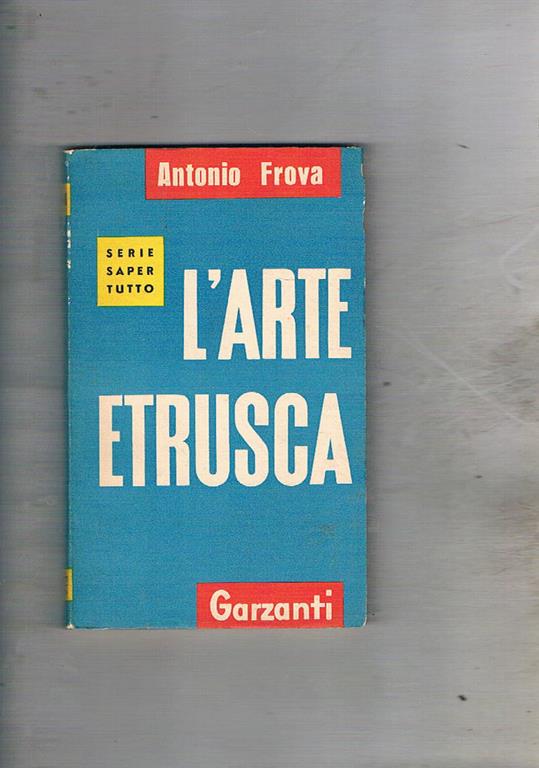 Antonio Frova
SERIE
SAPER
TUTTO
L'ARTE
ETRUSCA
Garzanti